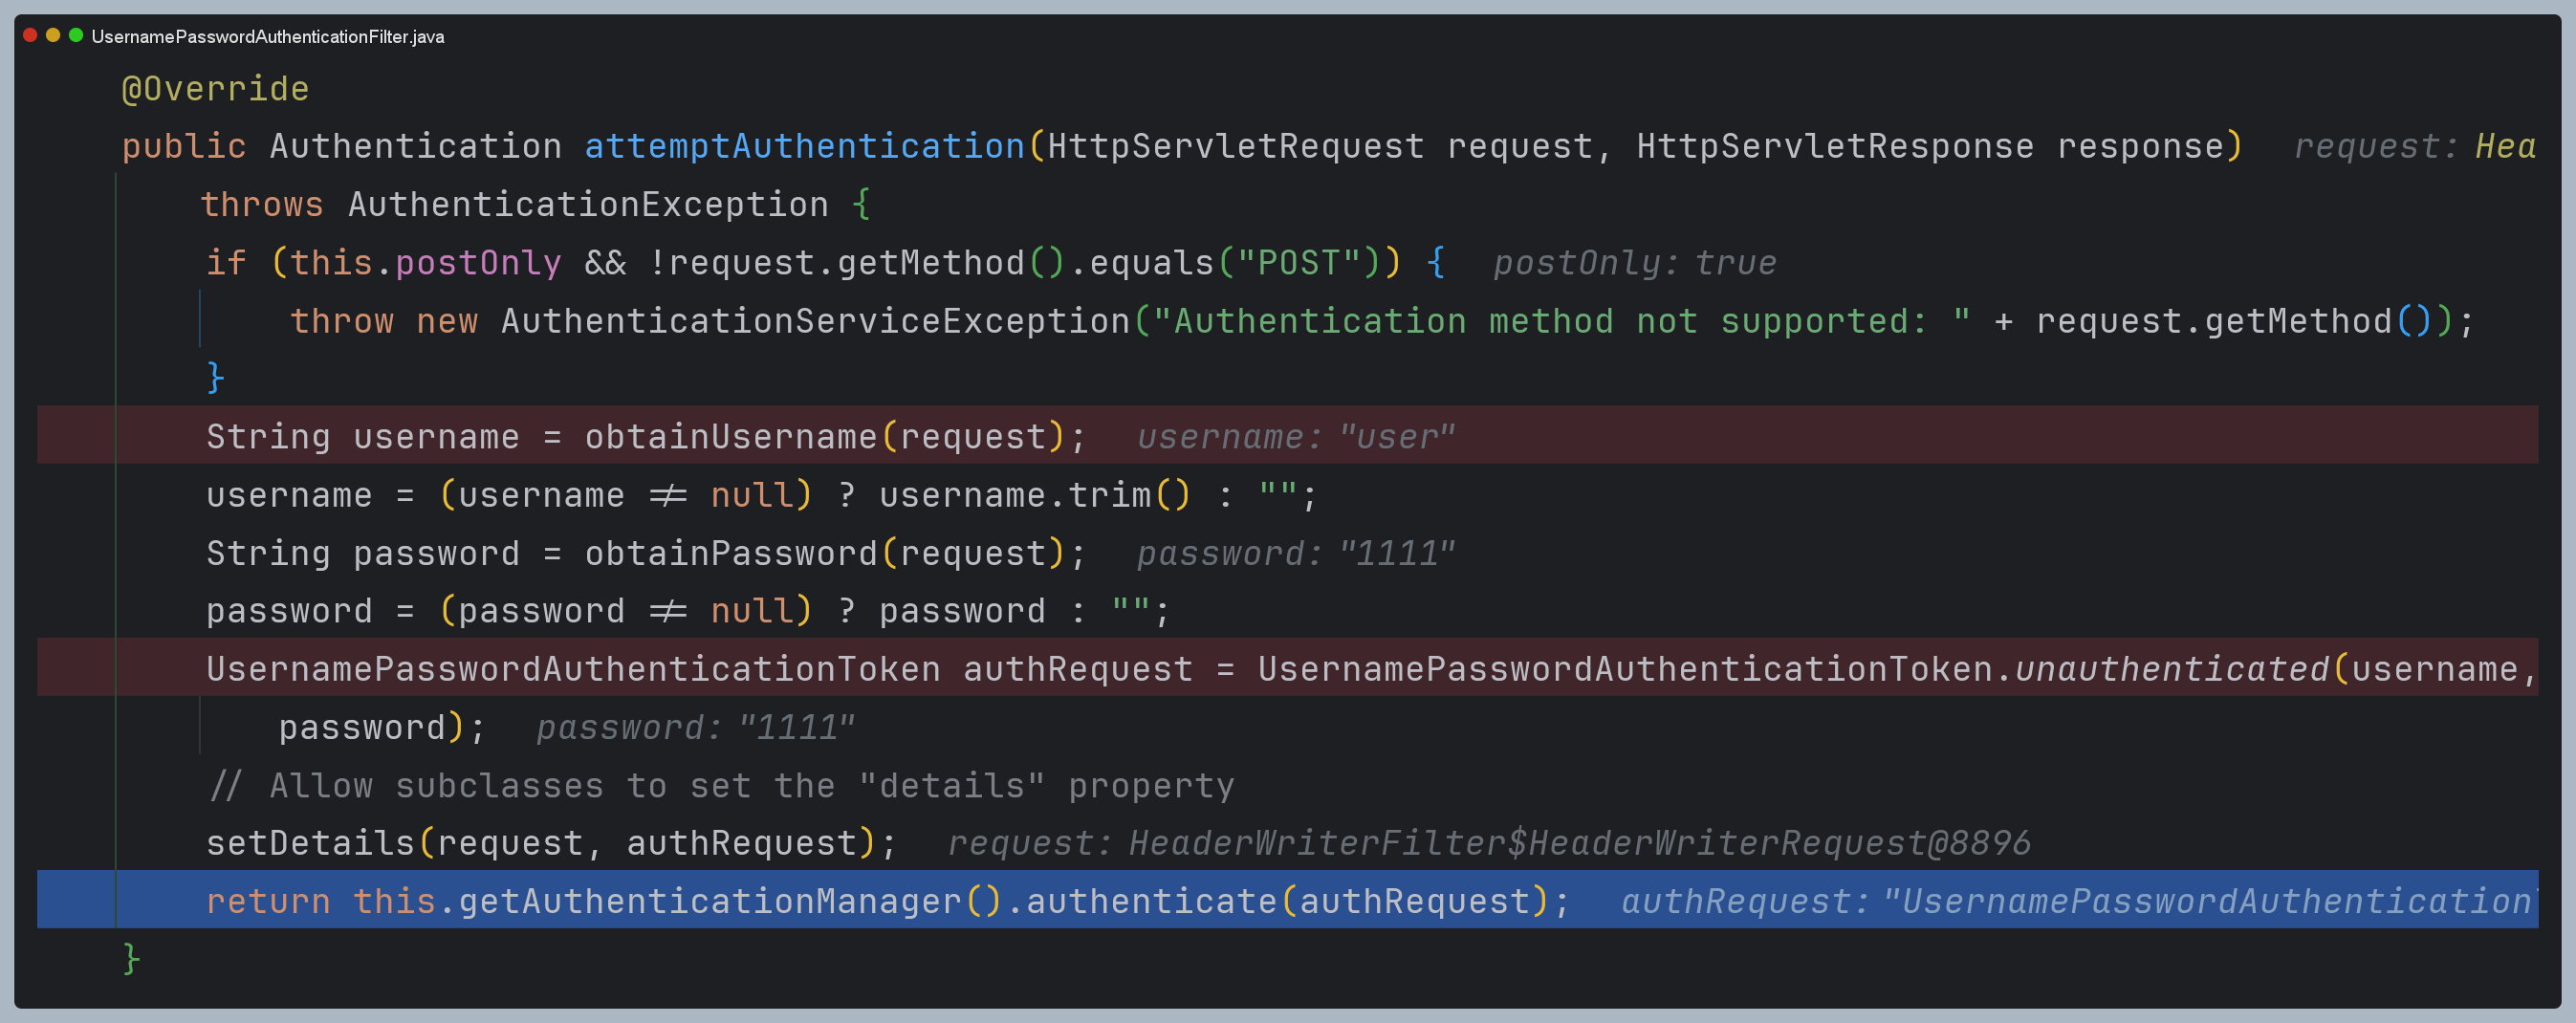 UsernamePasswordAuthenticationFilter.java
@Override
public Authentication attemptAuthentication(HttpServletRequest request, HttpServletResponse response) request: Hea
throws AuthenticationException {
if (this.postOnly && !request.getMethod().equals("POST")) { postOnly: true
throw new AuthenticationServiceException("Authentication method not supported: " + request.getMethod());
}
String username = obtainUsername(request); username: "user"
username = (username ≠ null) ? username.trim() : "";
String password = obtainPassword(request); password: "1111"
password = (password ≠ null) ? password : "";
UsernamePasswordAuthenticationToken authRequest = UsernamePasswordAuthenticationToken.unauthenticated(username,
password); password: "1111"
// Allow subclasses to set the "details" property
setDetails(request, authRequest); request: HeaderWriterFilter$HeaderWriterRequest@8896
return this.getAuthenticationManager().authenticate(authRequest); authRequest: "UsernamePasswordAuthentication
}